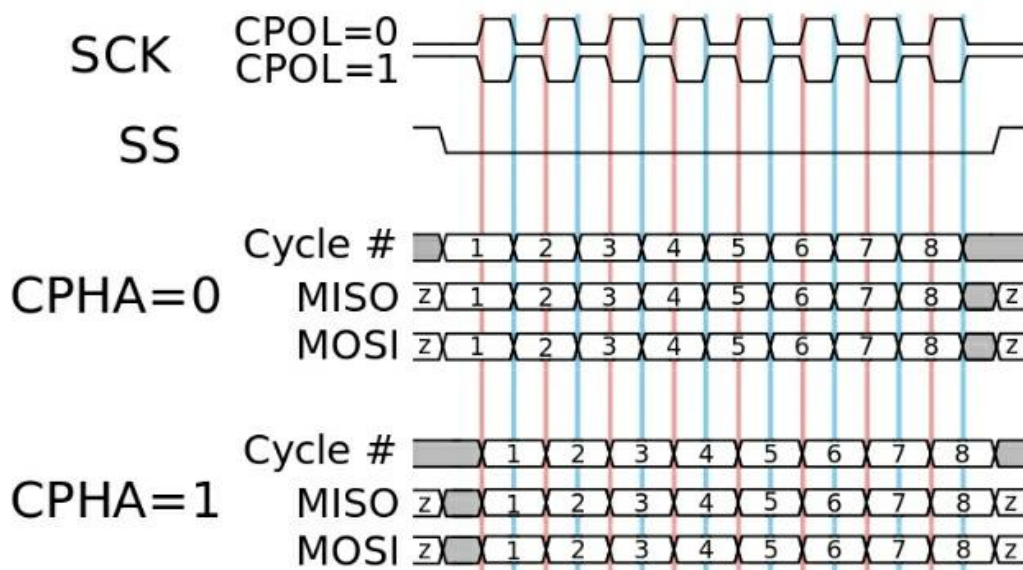 SCK CPOL=0
CPOL=1
SS
Cycle # 1 2 3 4 5 6 7 8
CPHA=0 MISO z 1 2 3 4 5 6 7 8 z
MOSI z 1 2 3 4 5 6 7 8 z
Cycle # 1 2 3 4 5 6 7 8
CPHA=1 MISO z 1 2 3 4 5 6 7 8 z
MOSI z 1 2 3 4 5 6 7 8 z